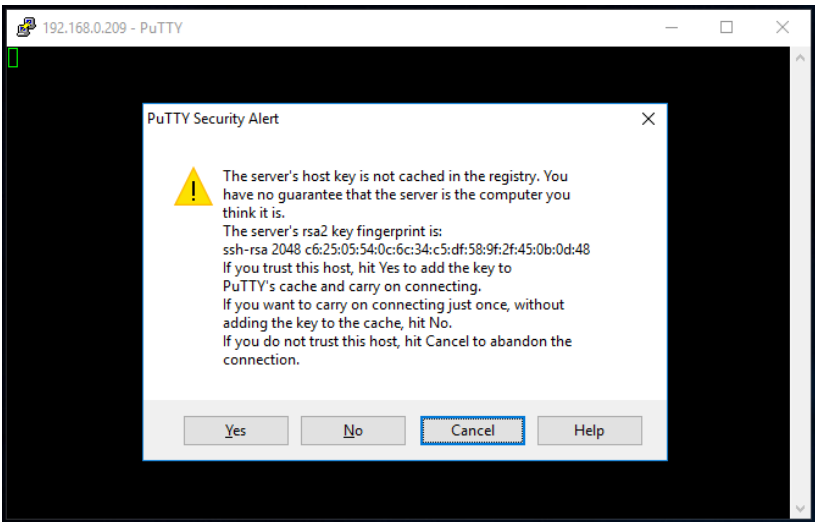 192.168.0.209 - PuTTY
PuTTY Security Alert
The server's host key is not cached in the registry. You
have no guarantee that the server is the computer you
think it is.
The server's rsa2 key fingerprint is:
ssh-rsa 2048 c6:25:05:54:0c:6c:34:c5:df:58:9f:2f:45:0b:0d:48
If you trust this host, hit Yes to add the key to
PuTTY's cache and carry on connecting.
If you want to carry on connecting just once, without
adding the key to the cache, hit No.
If you do not trust this host, hit Cancel to abandon the
connection.
Yes No Cancel Help